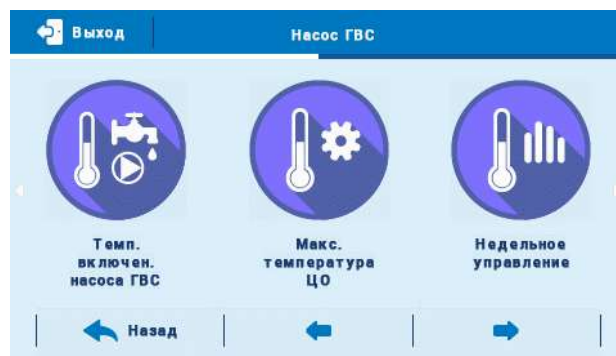 Выход
Насос ГВС
Темп.
включен.
насоса ГВС
Макс.
температура
ЦО
Недельное
управление
Назад